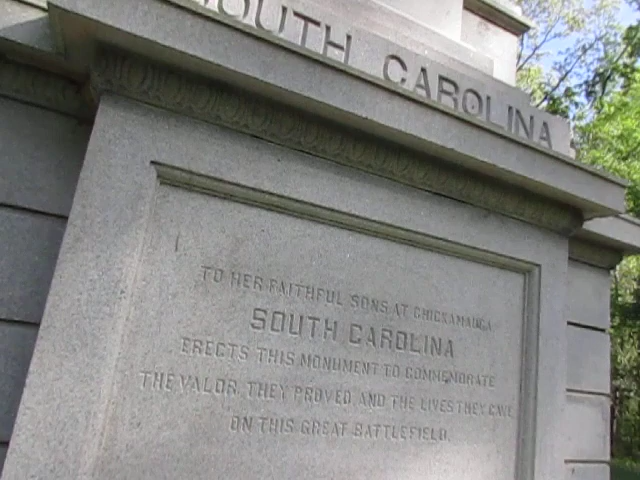 SOUTH CAROLINA
TO HER FAITHFUL SONS AT CHICKAMAUGA
SOUTH CAROLINA
ERECTS THIS MONUMENT TO COMMEMORATE
THE VALOR, THEY PROVED, AND THE LIVES THEY GAVE
ON THIS GREAT BATTLEFIELD.